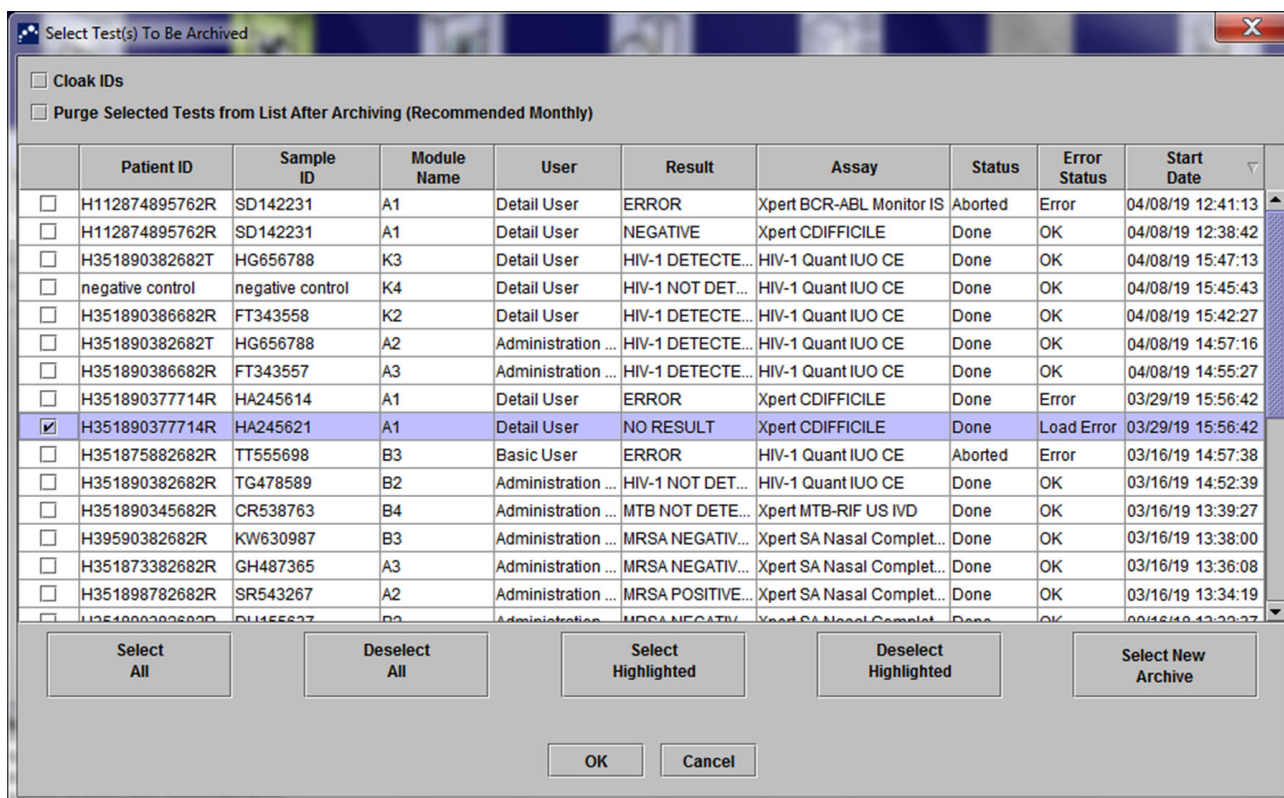 Select Test(s) To Be Archived
Cloak IDs
Purge Selected Tests from List After Archiving (Recommended Monthly)
Patient ID Sample ID Module Name User Result Assay Status Error Status Start Date
H112874895762R SD142231 A1 Detail User ERROR Xpert BCR-ABL Monitor IS Aborted Error 04/08/19 12:41:13
H112874895762R SD142231 A1 Detail User NEGATIVE Xpert CDIFFICILE Done OK 04/08/19 12:38:42
H351890382682T HG656788 K3 Detail User HIV-1 DETECTE... HIV-1 Quant IUO CE Done OK 04/08/19 15:47:13
negative control negative control K4 Detail User HIV-1 NOT DET... HIV-1 Quant IUO CE Done OK 04/08/19 15:45:43
H351890386682R FT343558 K2 Detail User HIV-1 DETECTE... HIV-1 Quant IUO CE Done OK 04/08/19 15:42:27
H351890382682T HG656788 A2 Administration ... HIV-1 DETECTE... HIV-1 Quant IUO CE Done OK 04/08/19 14:57:16
H351890386682R FT343557 A3 Administration ... HIV-1 DETECTE... HIV-1 Quant IUO CE Done OK 04/08/19 14:55:27
H351890377714R HA245614 A1 Detail User ERROR Xpert CDIFFICILE Done Error 03/29/19 15:56:42
H351890377714R HA245621 A1 Detail User NO RESULT Xpert CDIFFICILE Done Load Error 03/29/19 15:56:42
H351875882682R TT555698 B3 Basic User ERROR HIV-1 Quant IUO CE Aborted Error 03/16/19 14:57:38
H351890382682R TG478589 B2 Administration ... HIV-1 NOT DET... HIV-1 Quant IUO CE Done OK 03/16/19 14:52:39
H351890345682R CR538763 B4 Administration ... MTB NOT DETE... Xpert MTB-RIF US IVD Done OK 03/16/19 13:39:27
H39590382682R KW630987 B3 Administration ... MRSA NEGATIV... Xpert SA Nasal Complet... Done OK 03/16/19 13:38:00
H351873382682R GH487365 A3 Administration ... MRSA NEGATIV... Xpert SA Nasal Complet... Done OK 03/16/19 13:36:08
H351898782682R SR543267 A2 Administration ... MRSA POSITIVE... Xpert SA Nasal Complet... Done OK 03/16/19 13:34:19
Select All Deselect All Select Highlighted Deselect Highlighted Select New Archive
OK Cancel